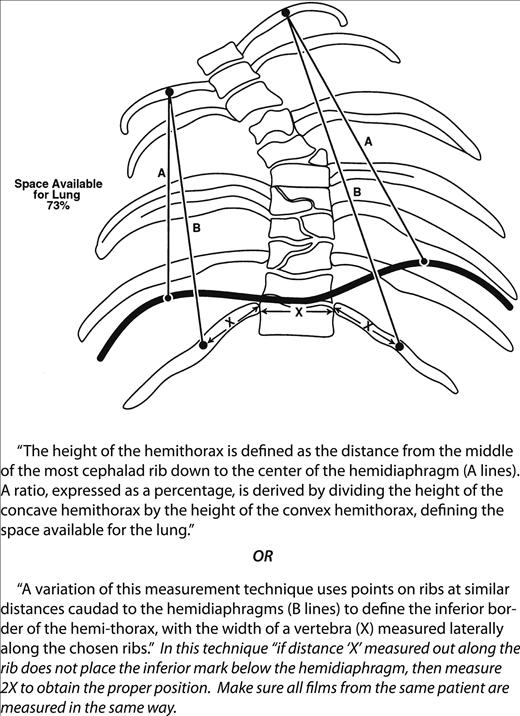 A
A
B
Space Available
for Lung
73%
B
X
X
X
“The height of the hemithorax is defined as the distance from the middle
of the most cephalad rib down to the center of the hemidiaphragm (A lines).
A ratio, expressed as a percentage, is derived by dividing the height of the
concave hemithorax by the height of the convex hemithorax, defining the
space available for the lung.”
OR
“A variation of this measurement technique uses points on ribs at similar
distances caudad to the hemidiaphragms (B lines) to define the inferior bor-
der of the hemi-thorax, with the width of a vertebra (X) measured laterally
along the chosen ribs.” In this technique “if distance ‘X’ measured out along the
rib does not place the inferior mark below the hemidiaphragm, then measure
2X to obtain the proper position. Make sure all films from the same patient are
measured in the same way.